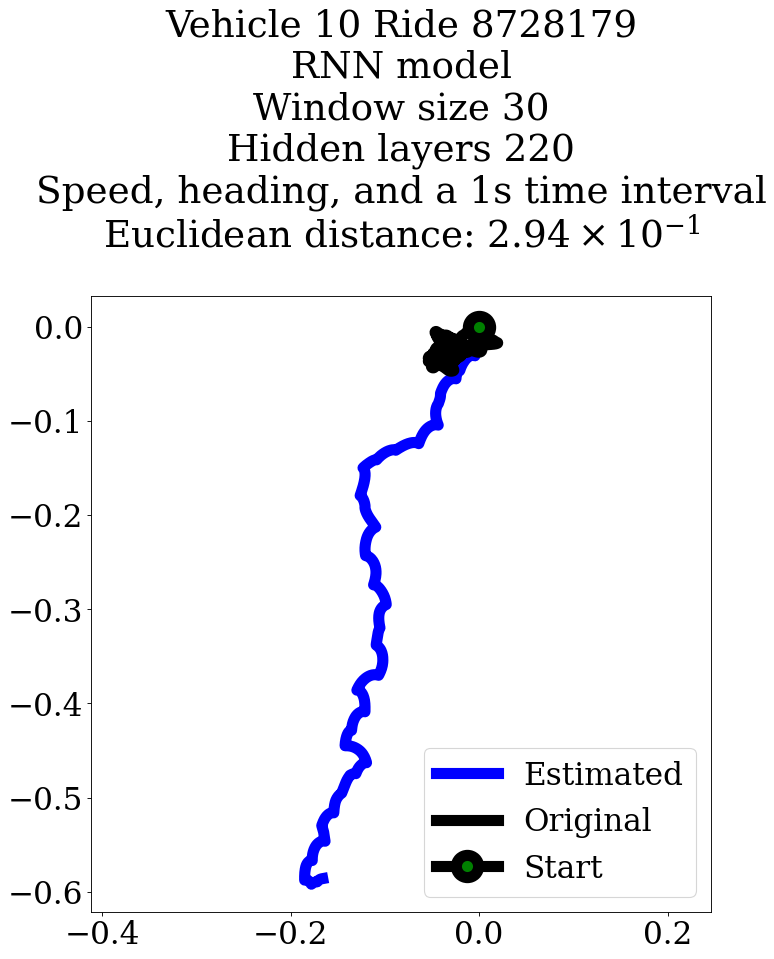 Vehicle 10 Ride 8728179
RNN model
Window size 30
Hidden layers 220
Speed, heading, and a 1s time interval
Euclidean distance: 2.94 × 10⁻¹
0.0
−0.1
−0.2
−0.3
−0.4
−0.5
−0.6
Estimated
Original
Start
−0.4 −0.2 0.0 0.2